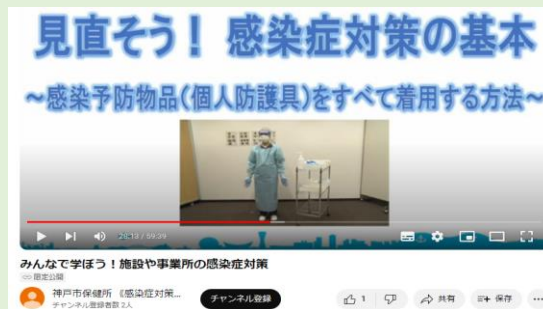 見直そう！ 感染症対策の基本
～感染予防物品(個人防護具)をすべて着用する方法～
/ 59:39
みんなで学ぼう！施設や事業所の感染症対策
限定公開
神戸市保健所 《感染症対策...
チャンネル登録者数 2人
チャンネル登録
1
共有
保存